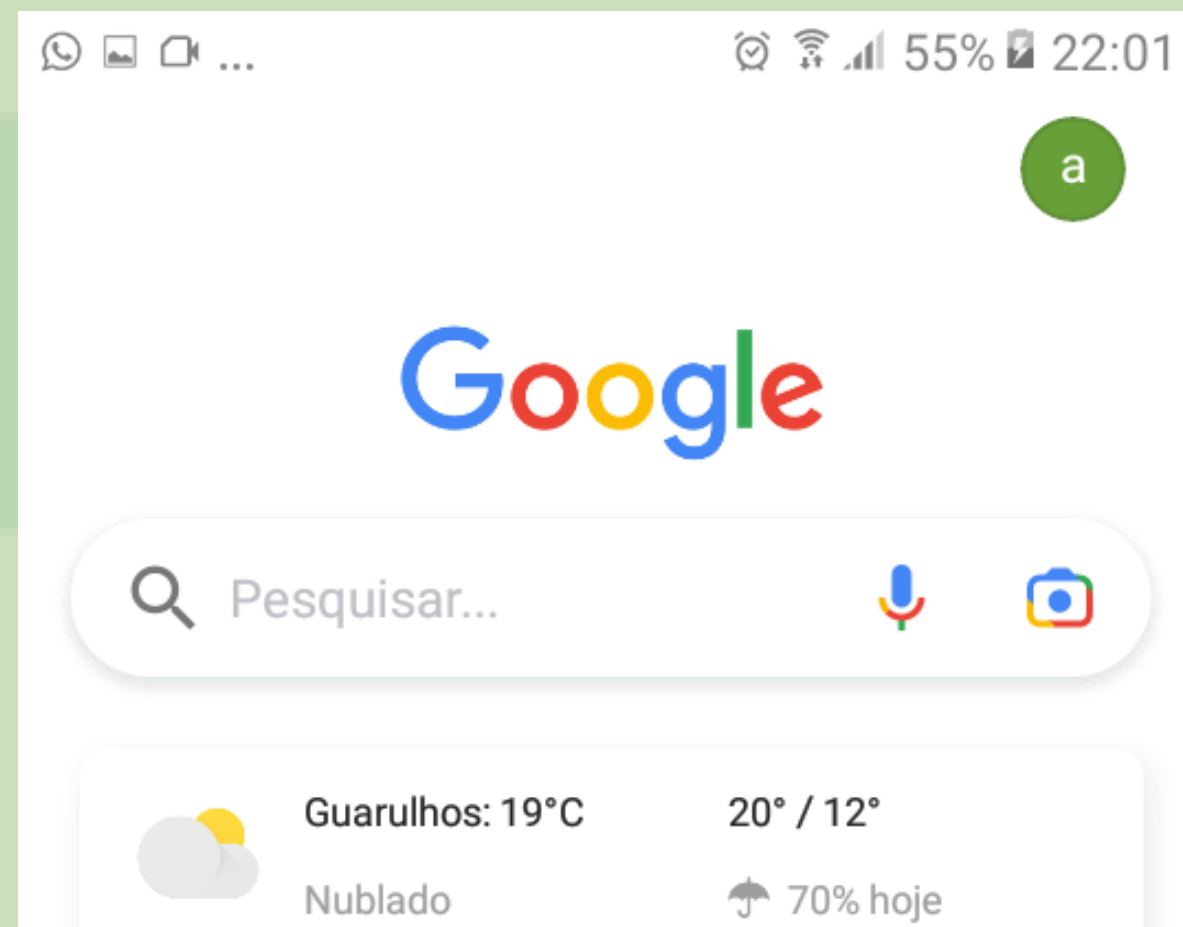 ... 55% 22:01
a
Google
Pesquisar...
Guarulhos: 19°C 20° / 12°
Nublado 70% hoje